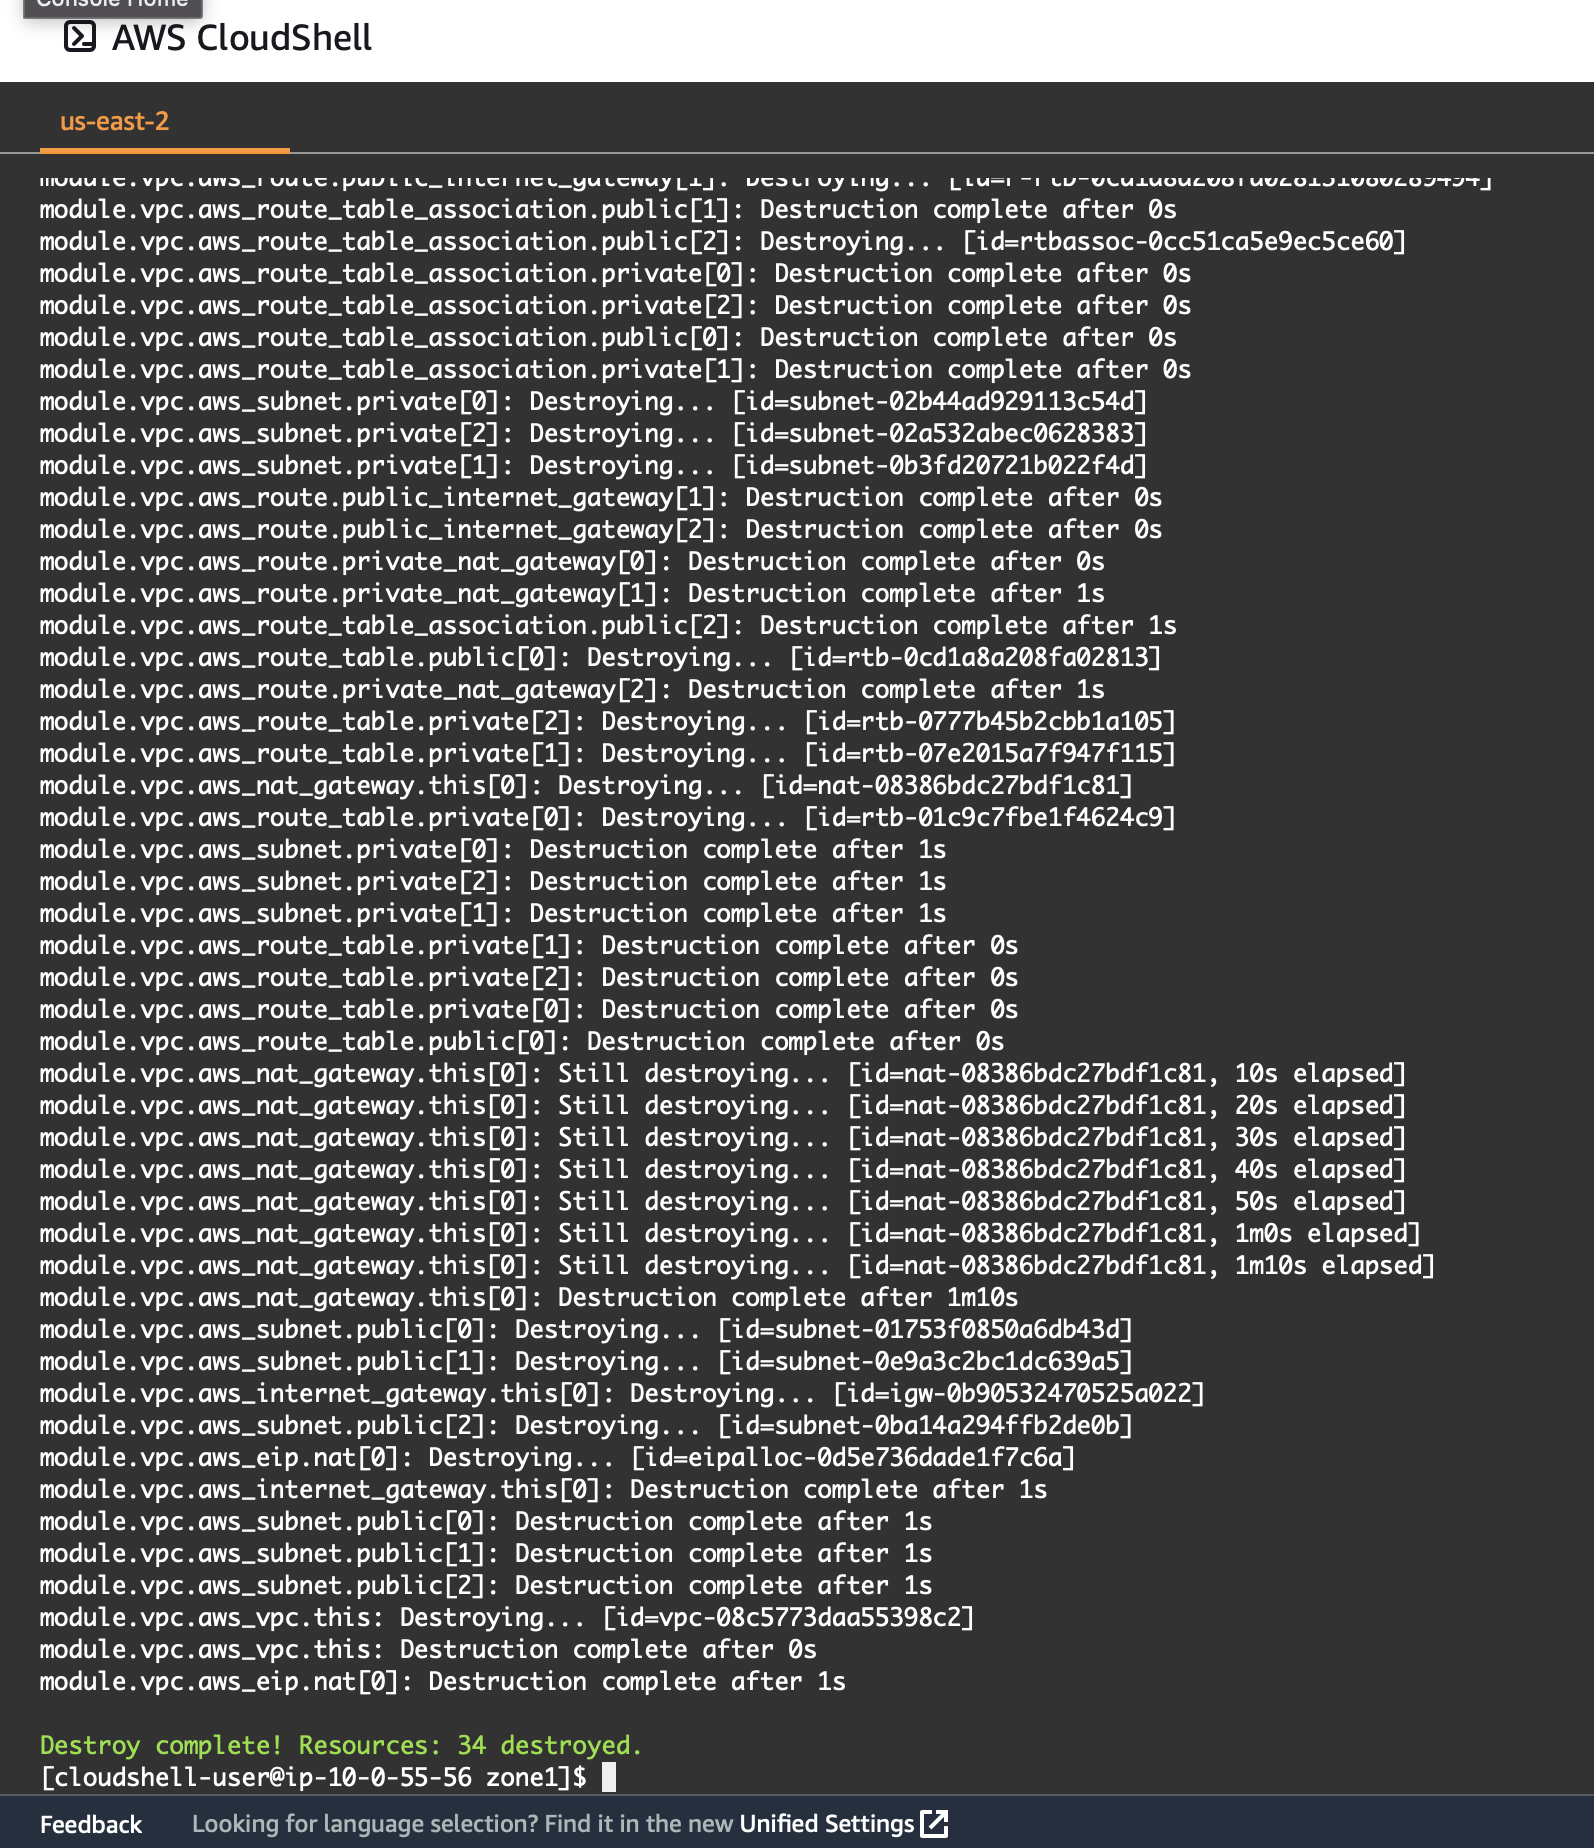 Console Home
AWS CloudShell
us-east-2
module.vpc.aws_route.public_internet_gateway[1]: Destroying...
module.vpc.aws_route_table_association.public[1]: Destruction complete after 0s
module.vpc.aws_route_table_association.public[2]: Destroying... [id=rtbassoc-0cc51ca5e9ec5ce60]
module.vpc.aws_route_table_association.private[0]: Destruction complete after 0s
module.vpc.aws_route_table_association.private[2]: Destruction complete after 0s
module.vpc.aws_route_table_association.public[0]: Destruction complete after 0s
module.vpc.aws_route_table_association.private[1]: Destruction complete after 0s
module.vpc.aws_subnet.private[0]: Destroying... [id=subnet-02b44ad929113c54d]
module.vpc.aws_subnet.private[2]: Destroying... [id=subnet-02a532abec0628383]
module.vpc.aws_subnet.private[1]: Destroying... [id=subnet-0b3fd20721b022f4d]
module.vpc.aws_route.public_internet_gateway[1]: Destruction complete after 0s
module.vpc.aws_route.public_internet_gateway[2]: Destruction complete after 0s
module.vpc.aws_route.private_nat_gateway[0]: Destruction complete after 0s
module.vpc.aws_route.private_nat_gateway[1]: Destruction complete after 1s
module.vpc.aws_route_table_association.public[2]: Destruction complete after 1s
module.vpc.aws_route_table.public[0]: Destroying... [id=rtb-0cd1a8a208fa02813]
module.vpc.aws_route.private_nat_gateway[2]: Destruction complete after 1s
module.vpc.aws_route_table.private[2]: Destroying... [id=rtb-0777b45b2cbb1a105]
module.vpc.aws_route_table.private[1]: Destroying... [id=rtb-07e2015a7f947f115]
module.vpc.aws_nat_gateway.this[0]: Destroying... [id=nat-08386bdc27bdf1c81]
module.vpc.aws_route_table.private[0]: Destroying... [id=rtb-01c9c7fbe1f4624c9]
module.vpc.aws_subnet.private[0]: Destruction complete after 1s
module.vpc.aws_subnet.private[2]: Destruction complete after 1s
module.vpc.aws_subnet.private[1]: Destruction complete after 1s
module.vpc.aws_route_table.private[1]: Destruction complete after 0s
module.vpc.aws_route_table.private[2]: Destruction complete after 0s
module.vpc.aws_route_table.private[0]: Destruction complete after 0s
module.vpc.aws_route_table.public[0]: Destruction complete after 0s
module.vpc.aws_nat_gateway.this[0]: Still destroying... [id=nat-08386bdc27bdf1c81, 10s elapsed]
module.vpc.aws_nat_gateway.this[0]: Still destroying... [id=nat-08386bdc27bdf1c81, 20s elapsed]
module.vpc.aws_nat_gateway.this[0]: Still destroying... [id=nat-08386bdc27bdf1c81, 30s elapsed]
module.vpc.aws_nat_gateway.this[0]: Still destroying... [id=nat-08386bdc27bdf1c81, 40s elapsed]
module.vpc.aws_nat_gateway.this[0]: Still destroying... [id=nat-08386bdc27bdf1c81, 50s elapsed]
module.vpc.aws_nat_gateway.this[0]: Still destroying... [id=nat-08386bdc27bdf1c81, 1m0s elapsed]
module.vpc.aws_nat_gateway.this[0]: Still destroying... [id=nat-08386bdc27bdf1c81, 1m10s elapsed]
module.vpc.aws_nat_gateway.this[0]: Destruction complete after 1m10s
module.vpc.aws_subnet.public[0]: Destroying... [id=subnet-01753f0850a6db43d]
module.vpc.aws_subnet.public[1]: Destroying... [id=subnet-0e9a3c2bc1dc639a5]
module.vpc.aws_internet_gateway.this[0]: Destroying... [id=igw-0b90532470525a022]
module.vpc.aws_subnet.public[2]: Destroying... [id=subnet-0ba14a294ffb2de0b]
module.vpc.aws_eip.nat[0]: Destroying... [id=eipalloc-0d5e736dade1f7c6a]
module.vpc.aws_internet_gateway.this[0]: Destruction complete after 1s
module.vpc.aws_subnet.public[0]: Destruction complete after 1s
module.vpc.aws_subnet.public[1]: Destruction complete after 1s
module.vpc.aws_subnet.public[2]: Destruction complete after 1s
module.vpc.aws_vpc.this: Destroying... [id=vpc-08c5773daa55398c2]
module.vpc.aws_vpc.this: Destruction complete after 0s
module.vpc.aws_eip.nat[0]: Destruction complete after 1s
Destroy complete! Resources: 34 destroyed.
[cloudshell-user@ip-10-0-55-56 zone1]$
Feedback Looking for language selection? Find it in the new Unified Settings